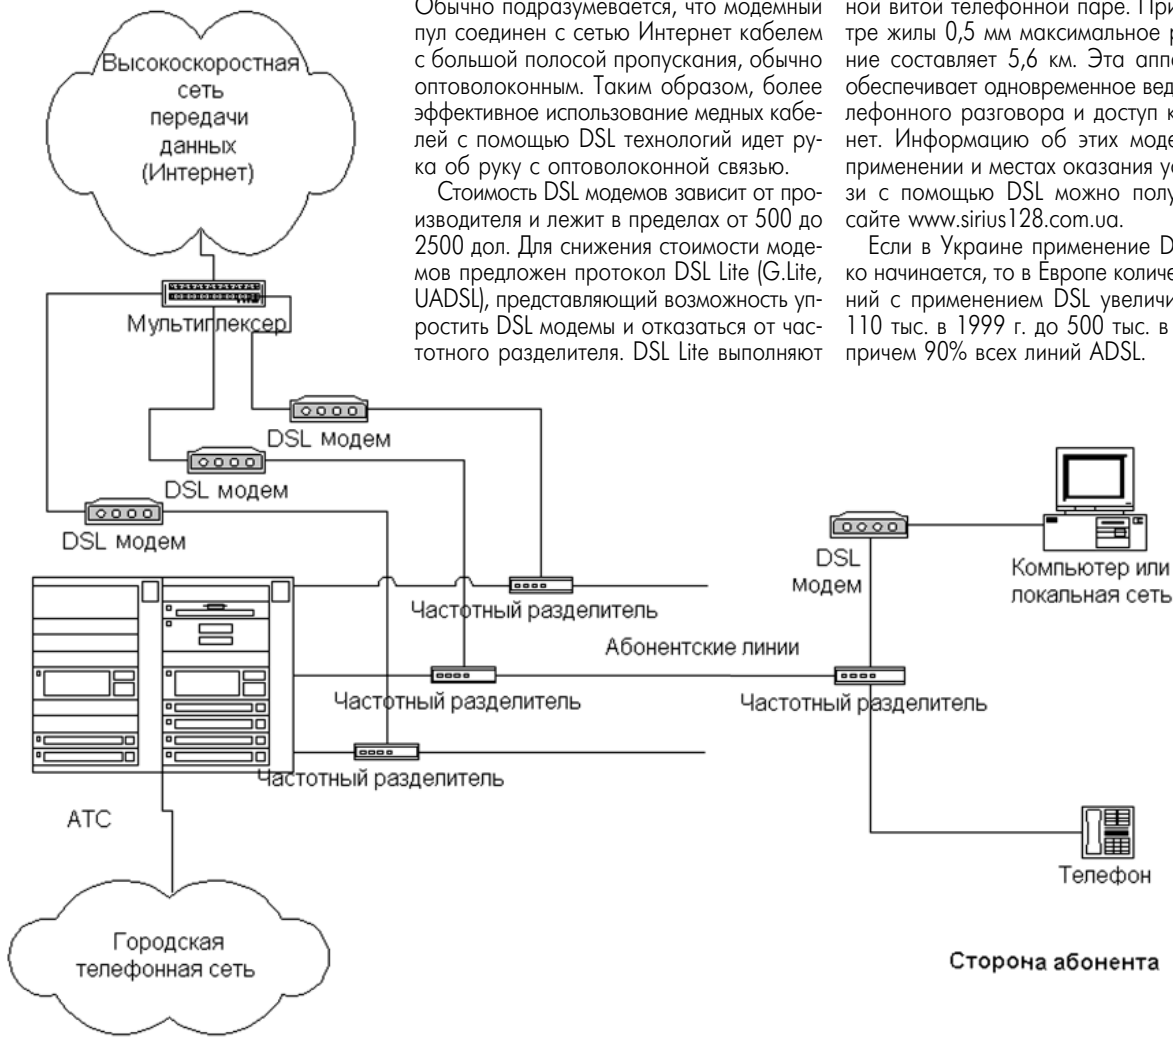 Обычно подразумевается, что модемный
пул соединен с сетью Интернет кабелем
с большой полосой пропускания, обычно
оптоволоконным. Таким образом, более
эффективное использование медных кабе-
лей с помощью DSL технологий идет ру-
ка об руку с оптоволоконной связью.
Стоимость DSL модемов зависит от про-
изводителя и лежит в пределах от 500 до
2500 дол. Для снижения стоимости моде-
мов предложен протокол DSL Lite (G.Lite,
UADSL), представляющий возможность уп-
ростить DSL модемы и отказаться от час-
тотного разделителя. DSL Lite выполняют
ной витой телефонной паре. При
тре жилы 0,5 мм максимальное
ние составляет 5,6 км. Эта
обеспечивает одновременное
лефонного разговора и доступ
нет. Информацию об этих
применении и местах оказания
зи с помощью DSL можно
сайте www.sirius128.com.ua.
Если в Украине применение
ко начинается, то в Европе
ний с применением DSL
110 тыс. в 1999 г. до 500 тыс. в
причем 90% всех линий ADSL.
Высокоскоростная
сеть
передачи
данных
(Интернет)
Мультиплексер
DSL модем
DSL модем
DSL модем
DSL
модем
Компьютер или
локальная сеть
Частотный разделитель
Абонентские линии
Частотный разделитель
Частотный разделитель
Частотный разделитель
АТС
Телефон
Городская
телефонная сеть
Сторона абонента